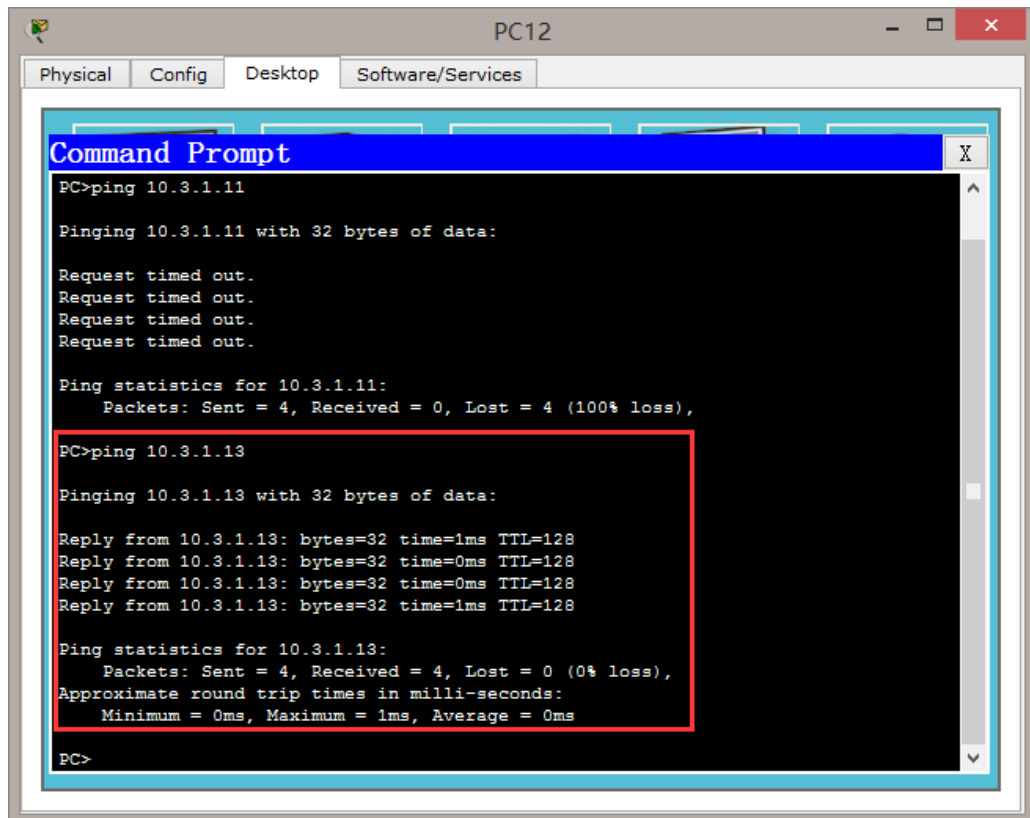 PC12
Physical Config Desktop Software/Services
Command Prompt X
PC>ping 10.3.1.11
Pinging 10.3.1.11 with 32 bytes of data:
Request timed out.
Request timed out.
Request timed out.
Request timed out.
Ping statistics for 10.3.1.11:
Packets: Sent = 4, Received = 0, Lost = 4 (100% loss),
PC>ping 10.3.1.13
Pinging 10.3.1.13 with 32 bytes of data:
Reply from 10.3.1.13: bytes=32 time=1ms TTL=128
Reply from 10.3.1.13: bytes=32 time=0ms TTL=128
Reply from 10.3.1.13: bytes=32 time=0ms TTL=128
Reply from 10.3.1.13: bytes=32 time=1ms TTL=128
Ping statistics for 10.3.1.13:
Packets: Sent = 4, Received = 4, Lost = 0 (0% loss),
Approximate round trip times in milli-seconds:
Minimum = 0ms, Maximum = 1ms, Average = 0ms
PC>